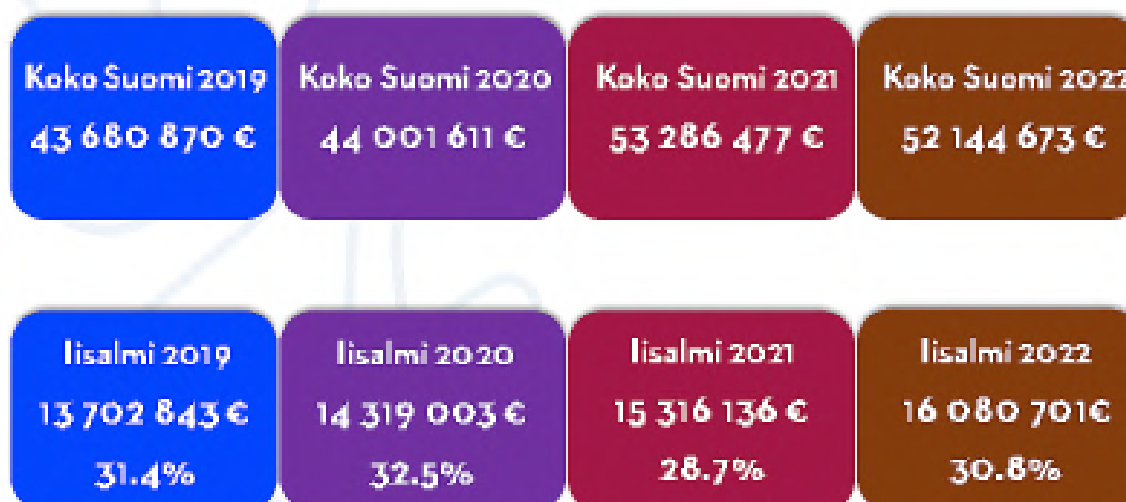 Koko Suomi 2019
43 680 870 €
Koko Suomi 2020
44 001 611 €
Koko Suomi 2021
53 286 477 €
Koko Suomi 2022
52 144 673 €
Iisalmi 2019
13 702 843 €
31.4%
Iisalmi 2020
14 319 003 €
32.5%
Iisalmi 2021
15 316 136 €
28.7%
Iisalmi 2022
16 080 701€
30.8%